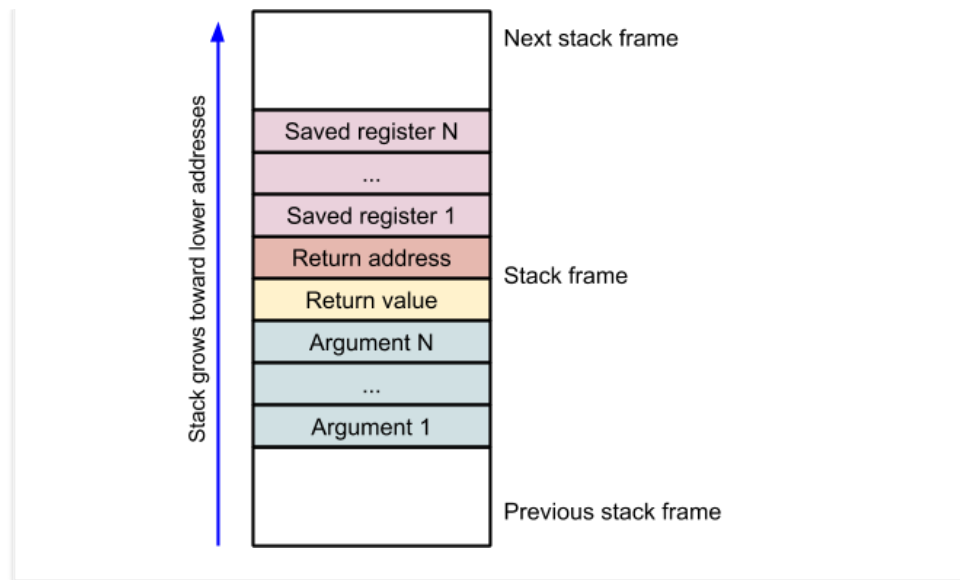 Next stack frame
Stack grows toward lower addresses
Saved register N
...
Saved register 1
Return address
Stack frame
Return value
Argument N
...
Argument 1
Previous stack frame